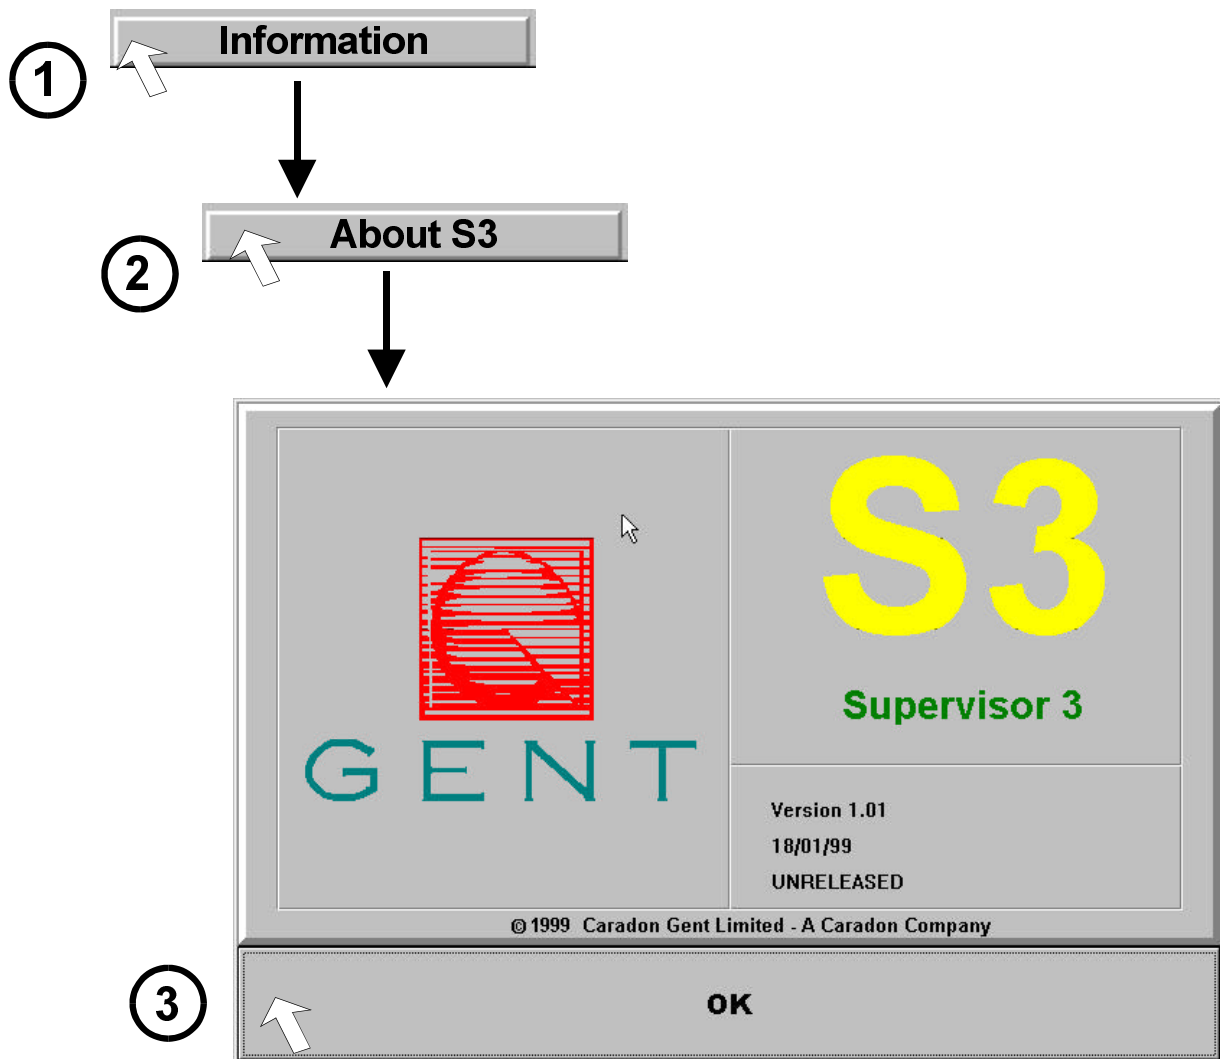 1
Information
2
About S3
S3
Supervisor 3
GENT
Version 1.01
18/01/99
UNRELEASED
© 1999 Caradon Gent Limited - A Caradon Company
3
OK